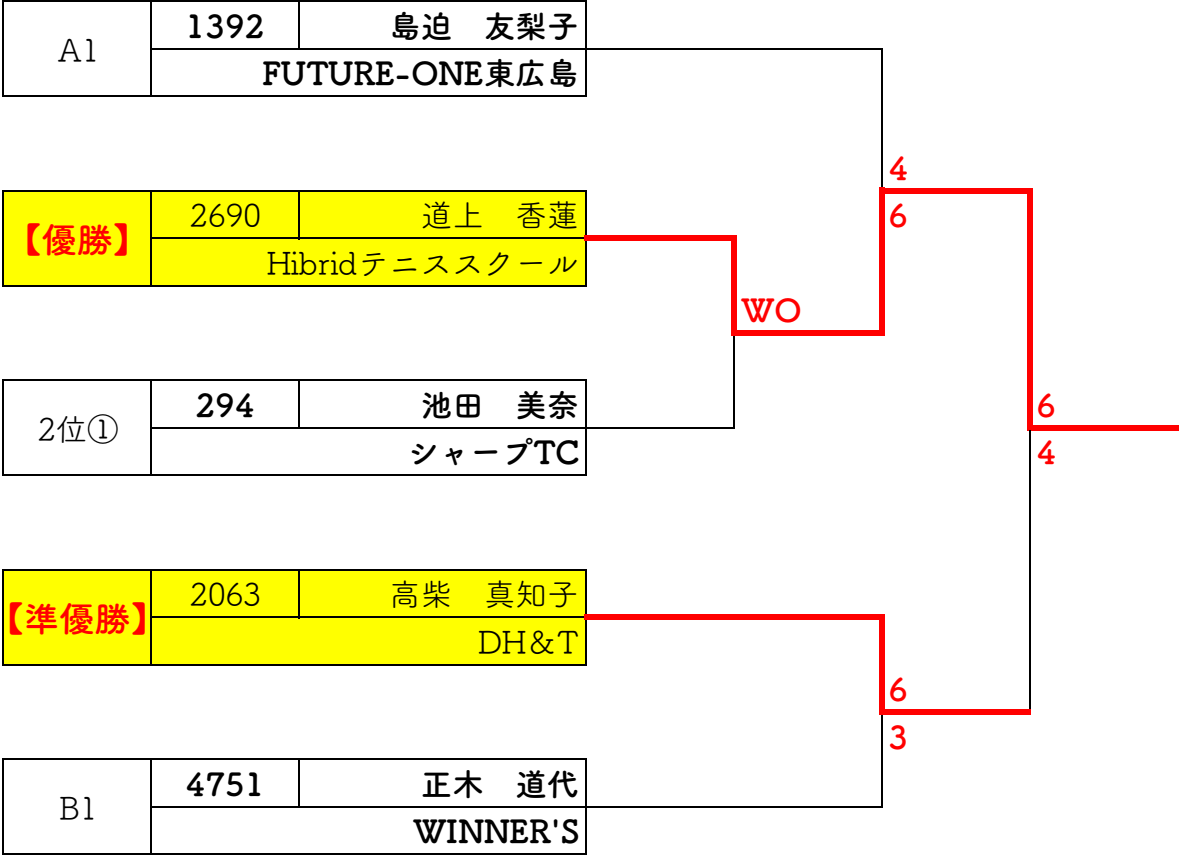 A1 1392 島迫 友梨子
FUTURE-ONE東広島
4
【優勝】 2690 道上 香蓮
6
Hibridテニススクール
WO
2位① 294 池田 美奈
6
シャープTC
4
【準優勝】 2063 高柴 真知子
DH&T
6
3
B1 4751 正木 道代
WINNER'S